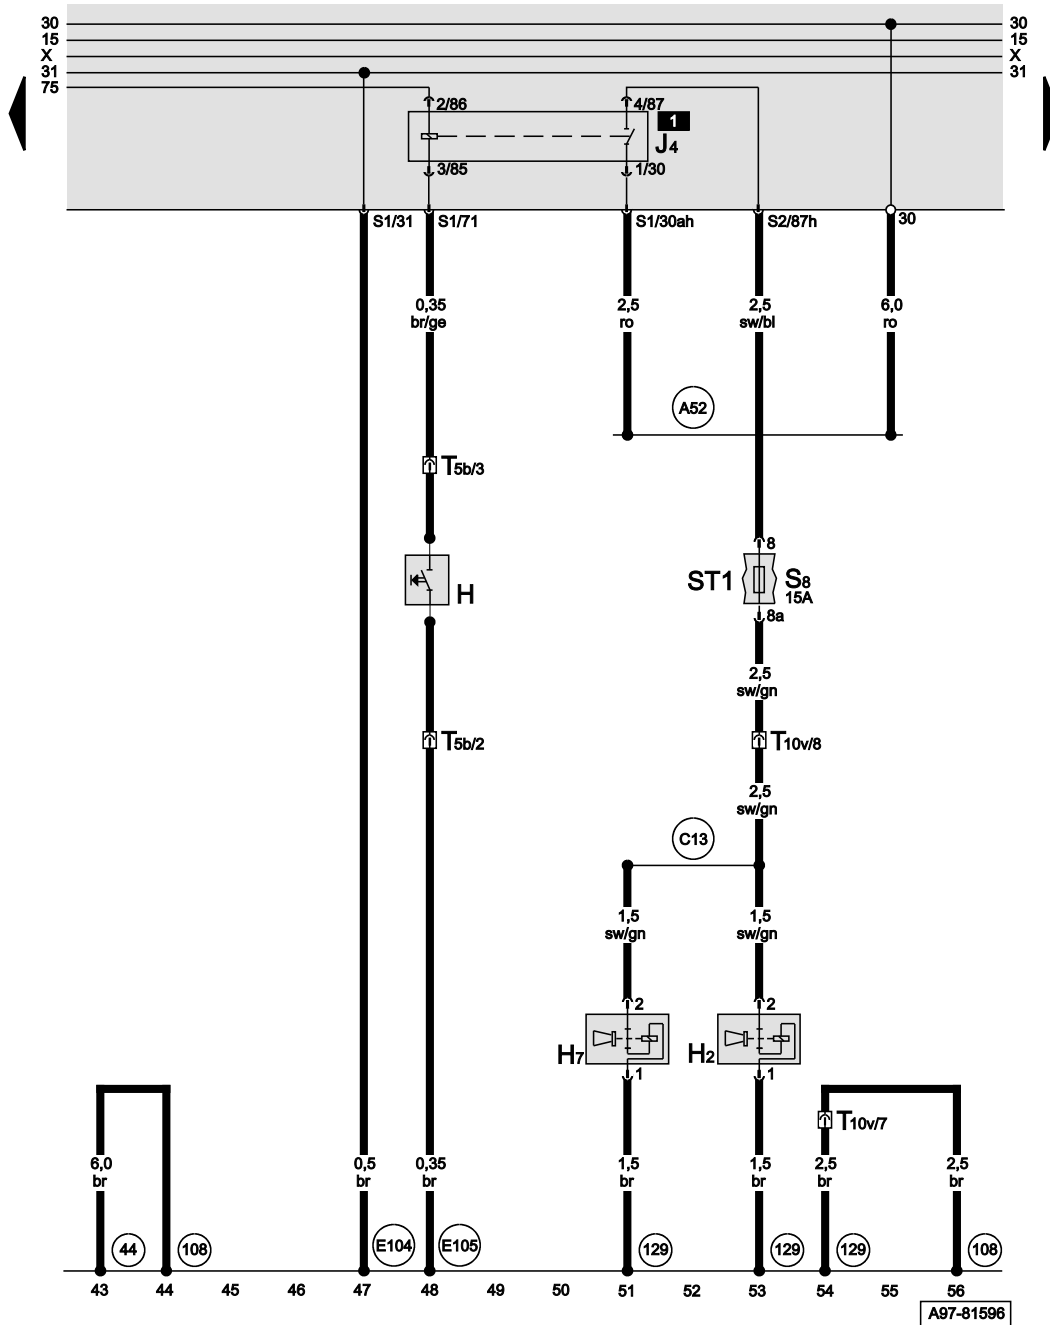 30 30
15 15
X X
31 31
75
2/86 4/87
1
J4
3/85 1/30
S1/31 S1/71 S1/30ah S2/87h 30
0,35 2,5 2,5 6,0
br/ge ro sw/bl ro
A52
T5b/3
8
H ST1 S8
15A
8a
2,5
sw/gn
T5b/2 T10v/8
2,5
sw/gn
C13
1,5 1,5
sw/gn sw/gn
2 2
H7 H2
1 1
T10v/7
6,0 0,5 0,35 1,5 1,5 2,5 2,5
br br br br br br br
44 108 E104 E105 129 129 129 108
43 44 45 46 47 48 49 50 51 52 53 54 55 56
A97-81596